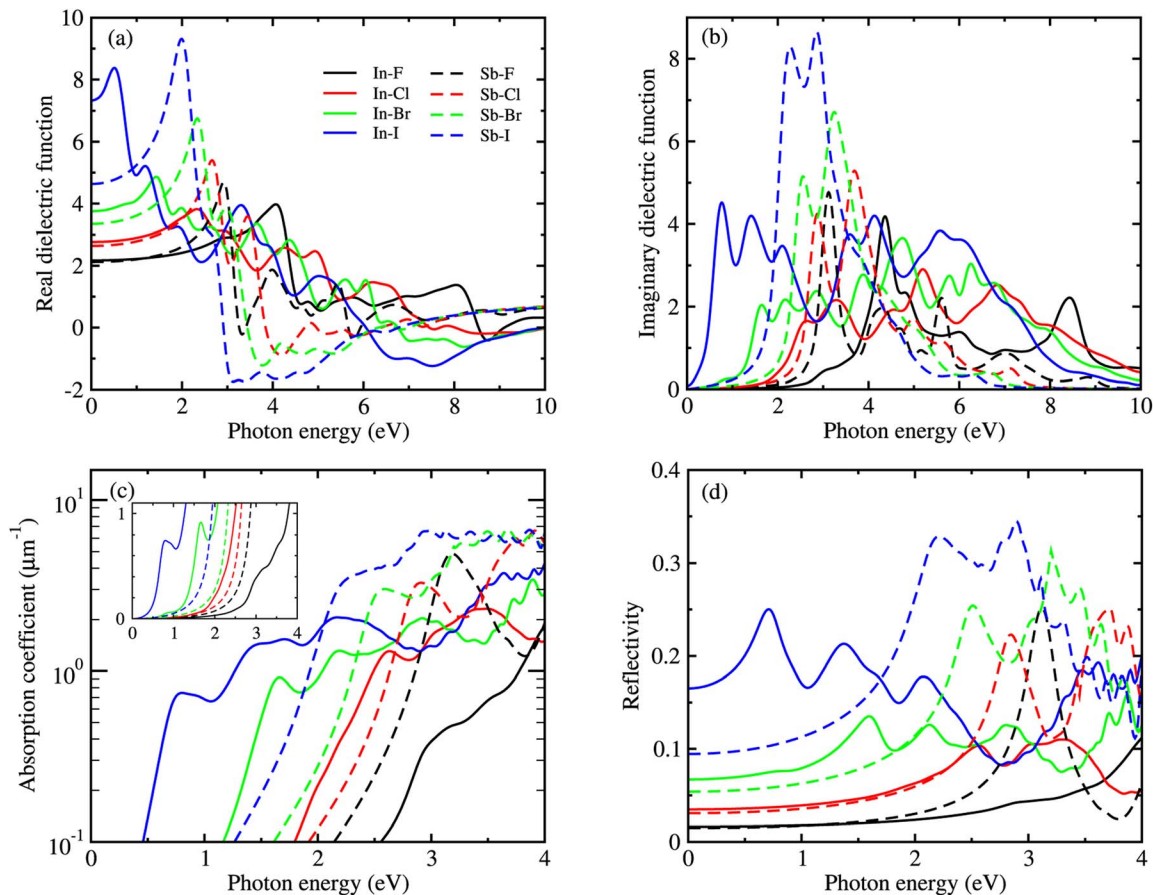 (a)
10
8
6
4
2
0
-2
0 2 4 6 8 10
Real dielectric function
Photon energy (eV)
In-F Sb-F
In-Cl Sb-Cl
In-Br Sb-Br
In-I Sb-I
(b)
8
6
4
2
0
0 2 4 6 8 10
Imaginary dielectric function
Photon energy (eV)
(c)
10¹
10⁰
10⁻¹
0 1 2 3 4
Absorption coefficient (μm⁻¹)
Photon energy (eV)
1
0
0 1 2 3 4
(d)
0.4
0.3
0.2
0.1
0
0 1 2 3 4
Reflectivity
Photon energy (eV)